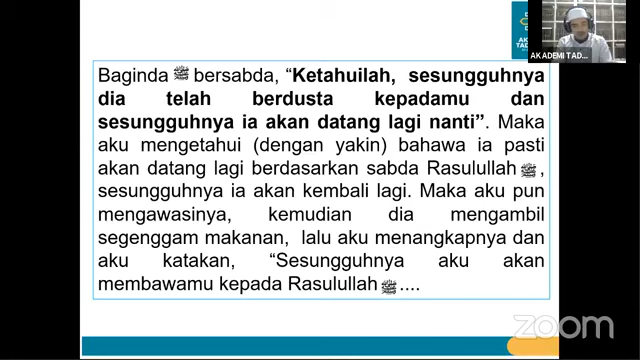 AKADEMI TAD...
Baginda ﷺ bersabda, “Ketahuilah, sesungguhnya
dia telah berdusta kepadamu dan
sesungguhnya ia akan datang lagi nanti”. Maka
aku mengetahui (dengan yakin) bahawa ia pasti
akan datang lagi berdasarkan sabda Rasulullah ﷺ,
sesungguhnya ia akan kembali lagi. Maka aku pun
mengawasinya, kemudian dia mengambil
segenggam makanan, lalu aku menangkapnya dan
aku katakan, “Sesungguhnya aku akan
membawamu kepada Rasulullah ﷺ....
zoom